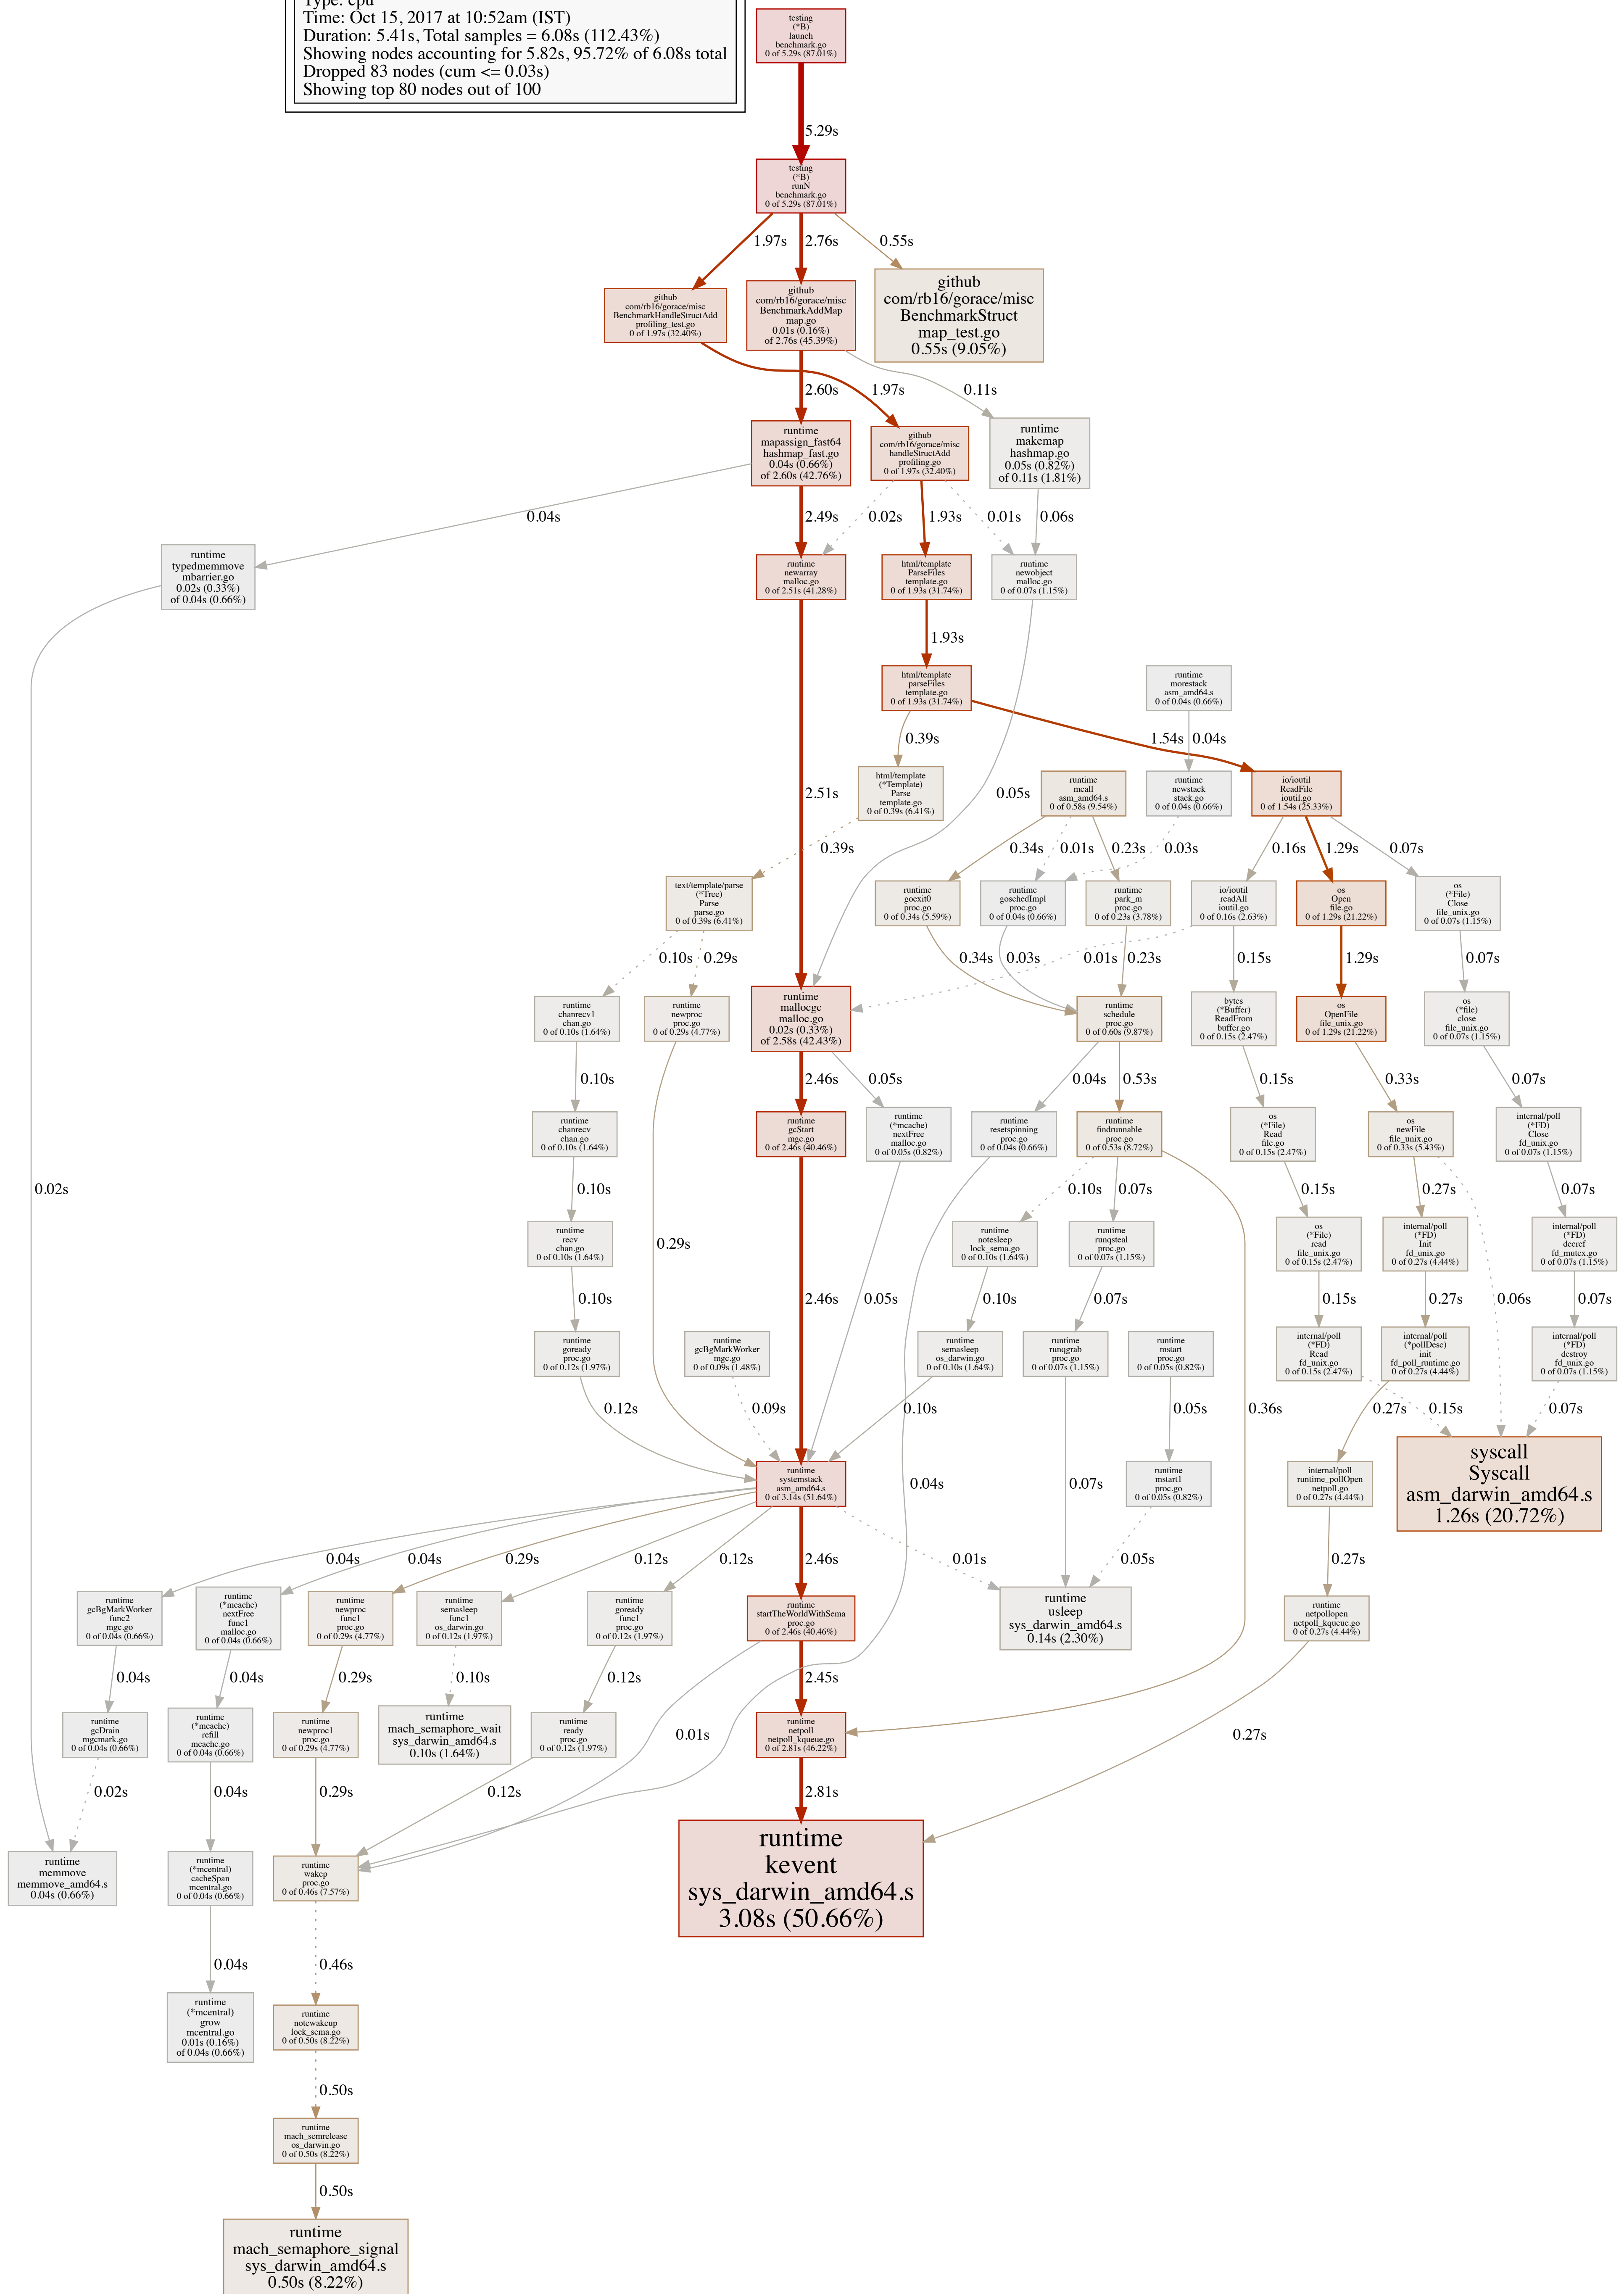 Type: cpu
Time: Oct 15, 2017 at 10:52am (IST)
Duration: 5.41s, Total samples = 6.08s (112.43%)
Showing nodes accounting for 5.82s, 95.72% of 6.08s total
Dropped 83 nodes (cum <= 0.03s)
Showing top 80 nodes out of 100
testing
(*B)
launch
benchmark.go
0 of 5.29s (87.01%)
5.29s
testing
(*B)
runN
benchmark.go
0 of 5.29s (87.01%)
1.97s
2.76s
0.55s
github
com/rb16/gorace/misc
BenchmarkHandleStructAdd
profiling_test.go
0 of 1.97s (32.40%)
github
com/rb16/gorace/misc
BenchmarkAddMap
map.go
0.01s (0.16%)
of 2.76s (45.39%)
github
com/rb16/gorace/misc
BenchmarkStruct
map_test.go
0.55s (9.05%)
2.60s
1.97s
0.11s
runtime
mapassign_fast64
hashmap_fast.go
0.04s (0.66%)
of 2.60s (42.76%)
github
com/rb16/gorace/misc
handleStructAdd
profiling.go
0 of 1.97s (32.40%)
runtime
makemap
hashmap.go
0.05s (0.82%)
of 0.11s (1.81%)
0.04s
2.49s
0.02s
1.93s
0.01s
0.06s
runtime
typedmemmove
mbarrier.go
0.02s (0.33%)
of 0.04s (0.66%)
runtime
newarray
malloc.go
0 of 2.51s (41.28%)
html/template
ParseFiles
template.go
0 of 1.93s (31.74%)
runtime
newobject
malloc.go
0 of 0.07s (1.15%)
1.93s
html/template
parseFiles
template.go
0 of 1.93s (31.74%)
runtime
morestack
asm_amd64.s
0 of 0.04s (0.66%)
0.39s
1.54s
0.04s
2.51s
html/template
(*Template)
Parse
template.go
0 of 0.39s (6.41%)
0.05s
runtime
mcall
asm_amd64.s
0 of 0.58s (9.54%)
runtime
newstack
stack.go
0 of 0.04s (0.66%)
io/ioutil
ReadFile
ioutil.go
0 of 1.54s (25.33%)
0.39s
0.34s
0.01s
0.23s
0.03s
0.16s
1.29s
0.07s
text/template/parse
(*Tree)
Parse
parse.go
0 of 0.39s (6.41%)
runtime
goexit0
proc.go
0 of 0.34s (5.59%)
runtime
goschedImpl
proc.go
0 of 0.04s (0.66%)
runtime
park_m
proc.go
0 of 0.23s (3.78%)
io/ioutil
readAll
ioutil.go
0 of 0.16s (2.63%)
os
Open
file.go
0 of 1.29s (21.22%)
os
(*File)
Close
file_unix.go
0 of 0.07s (1.15%)
0.10s
0.29s
0.34s
0.03s
0.01s
0.23s
0.15s
1.29s
0.07s
runtime
chanrecv1
chan.go
0 of 0.10s (1.64%)
runtime
newproc
proc.go
0 of 0.29s (4.77%)
runtime
mallocgc
malloc.go
0.02s (0.33%)
of 2.58s (42.43%)
runtime
schedule
proc.go
0 of 0.60s (9.87%)
bytes
(*Buffer)
ReadFrom
buffer.go
0 of 0.15s (2.47%)
os
OpenFile
file_unix.go
0 of 1.29s (21.22%)
os
(*file)
close
file_unix.go
0 of 0.07s (1.15%)
0.10s
2.46s
0.05s
0.04s
0.53s
0.15s
0.33s
0.07s
runtime
chanrecv
chan.go
0 of 0.10s (1.64%)
runtime
gcStart
mgc.go
0 of 2.46s (40.46%)
runtime
(*mcache)
nextFree
malloc.go
0 of 0.05s (0.82%)
runtime
resetspinning
proc.go
0 of 0.04s (0.66%)
runtime
findrunnable
proc.go
0 of 0.53s (8.72%)
os
(*File)
Read
file.go
0 of 0.15s (2.47%)
os
newFile
file_unix.go
0 of 0.33s (5.43%)
internal/poll
(*FD)
Close
fd_unix.go
0 of 0.07s (1.15%)
0.02s
0.10s
0.10s
0.07s
0.15s
0.27s
0.07s
runtime
recv
chan.go
0 of 0.10s (1.64%)
0.29s
runtime
notesleep
lock_sema.go
0 of 0.10s (1.64%)
runtime
runqsteal
proc.go
0 of 0.07s (1.15%)
os
(*File)
read
file_unix.go
0 of 0.15s (2.47%)
internal/poll
(*FD)
Init
fd_unix.go
0 of 0.27s (4.44%)
internal/poll
(*FD)
decref
fd_mutex.go
0 of 0.07s (1.15%)
0.10s
2.46s
0.05s
0.10s
0.07s
0.15s
0.27s
0.06s
0.07s
runtime
goready
proc.go
0 of 0.12s (1.97%)
runtime
gcBgMarkWorker
mgc.go
0 of 0.09s (1.48%)
runtime
semasleep
os_darwin.go
0 of 0.10s (1.64%)
runtime
runqgrab
proc.go
0 of 0.07s (1.15%)
runtime
mstart
proc.go
0 of 0.05s (0.82%)
internal/poll
(*FD)
Read
fd_unix.go
0 of 0.15s (2.47%)
internal/poll
(*pollDesc)
init
fd_poll_runtime.go
0 of 0.27s (4.44%)
internal/poll
(*FD)
destroy
fd_unix.go
0 of 0.07s (1.15%)
0.12s
0.09s
0.10s
0.05s
0.36s
0.27s
0.15s
0.07s
runtime
systemstack
asm_amd64.s
0 of 3.14s (51.64%)
0.04s
0.07s
runtime
mstart1
proc.go
0 of 0.05s (0.82%)
internal/poll
runtime_pollOpen
netpoll.go
0 of 0.27s (4.44%)
syscall
Syscall
asm_darwin_amd64.s
1.26s (20.72%)
0.04s
0.04s
0.29s
0.12s
0.12s
2.46s
0.01s
0.05s
0.27s
runtime
gcBgMarkWorker
func2
mgc.go
0 of 0.04s (0.66%)
runtime
(*mcache)
nextFree
func1
malloc.go
0 of 0.04s (0.66%)
runtime
newproc
func1
proc.go
0 of 0.29s (4.77%)
runtime
semasleep
func1
os_darwin.go
0 of 0.12s (1.97%)
runtime
goready
func1
proc.go
0 of 0.12s (1.97%)
runtime
startTheWorldWithSema
proc.go
0 of 2.46s (40.46%)
runtime
usleep
sys_darwin_amd64.s
0.14s (2.30%)
runtime
netpollopen
netpoll_kqueue.go
0 of 0.27s (4.44%)
0.04s
0.04s
0.29s
0.10s
0.12s
2.45s
runtime
gcDrain
mgcmark.go
0 of 0.04s (0.66%)
runtime
(*mcache)
refill
mcache.go
0 of 0.04s (0.66%)
runtime
newproc1
proc.go
0 of 0.29s (4.77%)
runtime
mach_semaphore_wait
sys_darwin_amd64.s
0.10s (1.64%)
runtime
ready
proc.go
0 of 0.12s (1.97%)
0.01s
runtime
netpoll
netpoll_kqueue.go
0 of 2.81s (46.22%)
0.27s
0.02s
0.04s
0.29s
0.12s
2.81s
runtime
memmove
memmove_amd64.s
0.04s (0.66%)
runtime
(*mcentral)
cacheSpan
mcentral.go
0 of 0.04s (0.66%)
runtime
wakep
proc.go
0 of 0.46s (7.57%)
runtime
kevent
sys_darwin_amd64.s
3.08s (50.66%)
0.04s
0.46s
runtime
(*mcentral)
grow
mcentral.go
0.01s (0.16%)
of 0.04s (0.66%)
runtime
notewakeup
lock_sema.go
0 of 0.50s (8.22%)
0.50s
runtime
mach_semrelease
os_darwin.go
0 of 0.50s (8.22%)
0.50s
runtime
mach_semaphore_signal
sys_darwin_amd64.s
0.50s (8.22%)